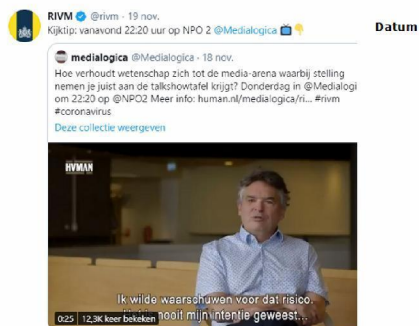 RIVM @rivm · 19 nov.
Kijktip: vanavond 22:20 uur op NPO 2 @Medialogica
Datum
medialogica @Medialogica · 18 nov.
Hoe verhoudt wetenschap zich tot de media-arena waarbij stelling
nemen je juist aan de talkshowtafel krijgt? Donderdag in @Medialogi
om 22:20 op @NPO2 Meer info: human.nl/medialogica/ri... #rivm
#coronavirus
Deze collectie weergeven
HVMAN
Ik wilde waarschuwen voor dat risico.
nooit mijn intentie geweest...
0:25 12,3K keer bekeken